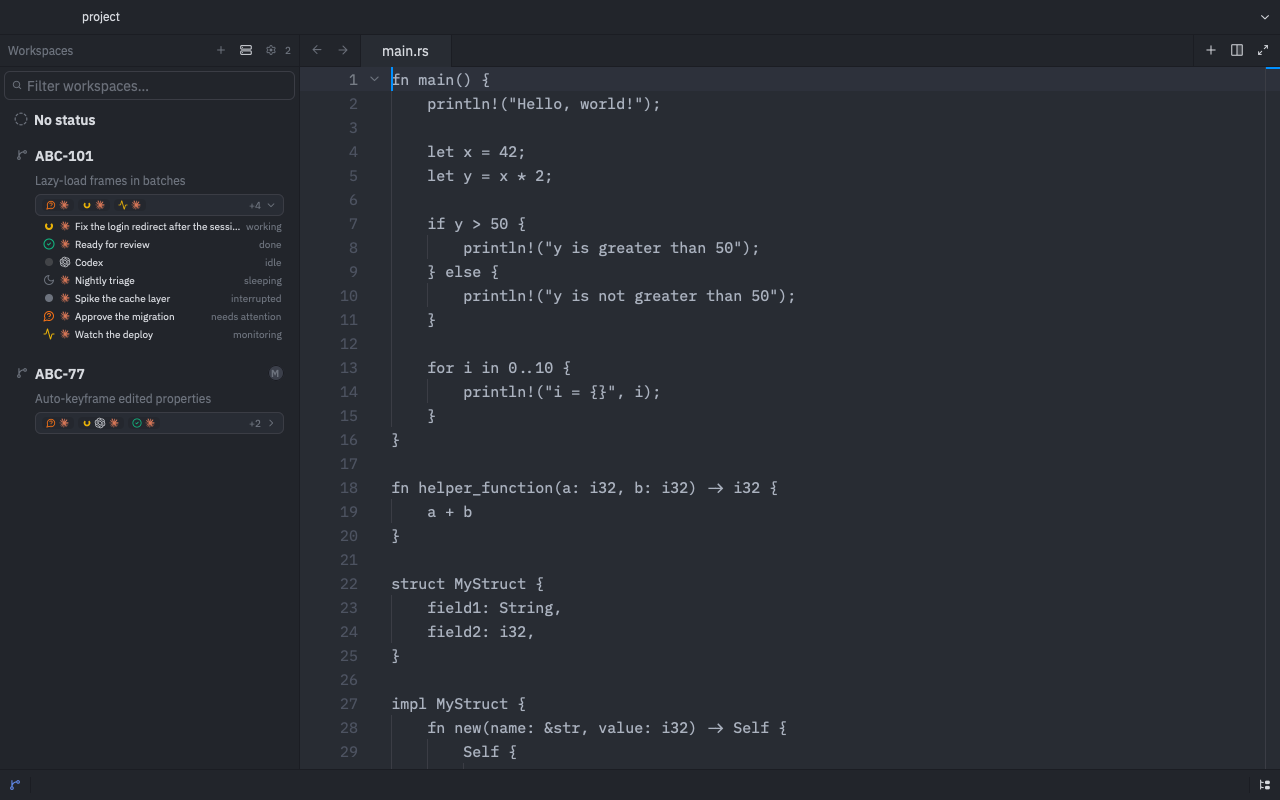 project
Workspaces
2
main.rs
Filter workspaces...
No status
ABC-101
Lazy-load frames in batches
+4
Fix the login redirect after the sessi... working
Ready for review done
Codex idle
Nightly triage sleeping
Spike the cache layer interrupted
Approve the migration needs attention
Watch the deploy monitoring
ABC-77 M
Auto-keyframe edited properties
+2
1 fn main() {
2 println!("Hello, world!");
3
4 let x = 42;
5 let y = x * 2;
6
7 if y > 50 {
8 println!("y is greater than 50");
9 } else {
10 println!("y is not greater than 50");
11 }
12
13 for i in 0..10 {
14 println!("i = {}", i);
15 }
16 }
17
18 fn helper_function(a: i32, b: i32) -> i32 {
19 a + b
20 }
21
22 struct MyStruct {
23 field1: String,
24 field2: i32,
25 }
26
27 impl MyStruct {
28 fn new(name: &str, value: i32) -> Self {
29 Self {